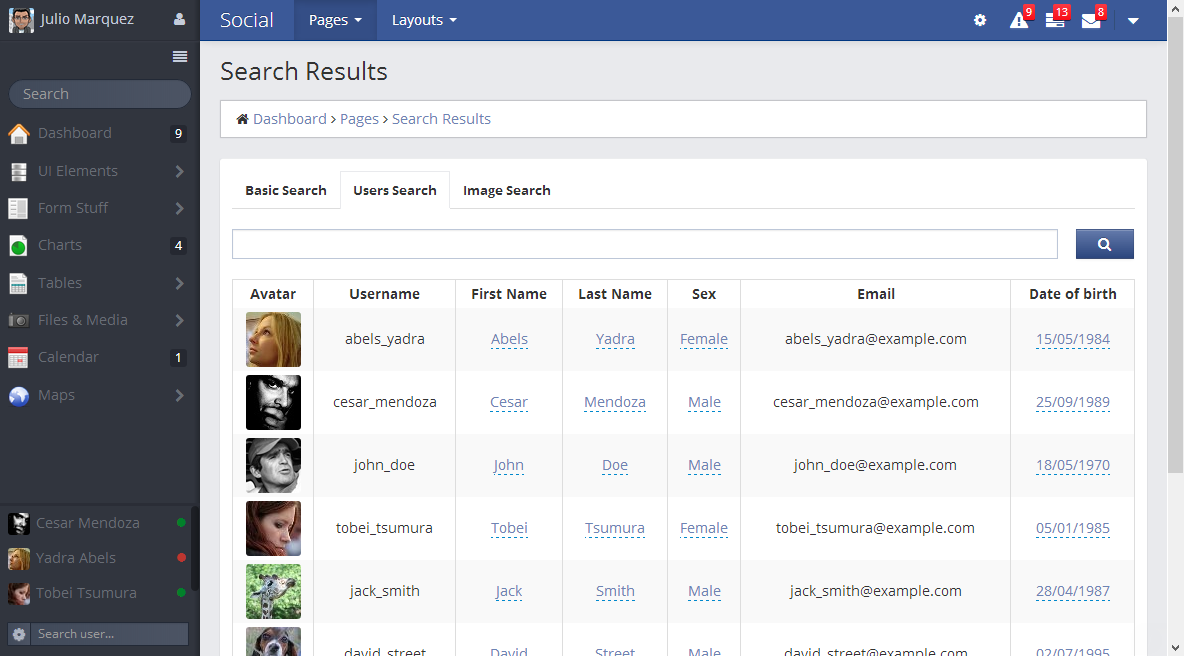 Julio Marquez
Search
Dashboard 9
UI Elements
Form Stuff
Charts 4
Tables
Files & Media
Calendar 1
Maps
Cesar Mendoza
Yadra Abels
Tobei Tsumura
Search user...
Social Pages Layouts 9 13 8
Search Results
Dashboard › Pages › Search Results
Basic Search Users Search Image Search
Avatar Username First Name Last Name Sex Email Date of birth
abels_yadra Abels Yadra Female abels_yadra@example.com 15/05/1984
cesar_mendoza Cesar Mendoza Male cesar_mendoza@example.com 25/09/1989
john_doe John Doe Male john_doe@example.com 18/05/1970
tobei_tsumura Tobei Tsumura Female tobei_tsumura@example.com 05/01/1985
jack_smith Jack Smith Male jack_smith@example.com 28/04/1987
david_street David Street Male david_street@example.com 02/07/1995